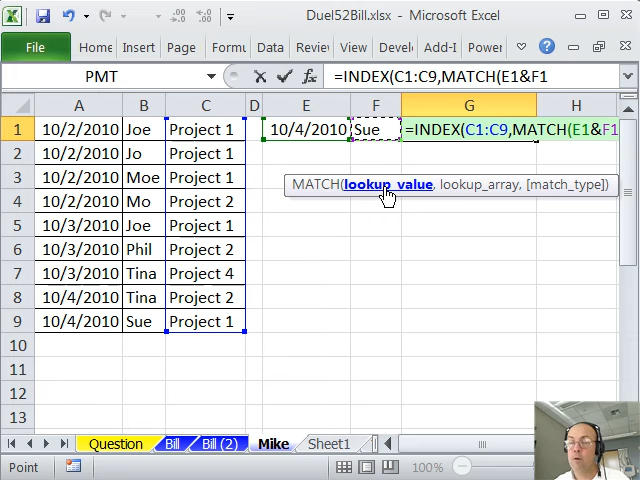 Duel52Bill.xlsx - Microsoft Excel
File Home Insert Page Formu Data Review View Develo Add-I Power
PMT =INDEX(C1:C9,MATCH(E1&F1
A B C D E F G H
1 10/2/2010 Joe Project 1 10/4/2010 Sue =INDEX(C1:C9,MATCH(E1&F1
2 10/2/2010 Jo Project 1
MATCH(lookup_value, lookup_array, [match_type])
3 10/2/2010 Moe Project 1
4 10/2/2010 Mo Project 2
5 10/3/2010 Joe Project 1
6 10/3/2010 Phil Project 2
7 10/3/2010 Tina Project 4
8 10/4/2010 Tina Project 2
9 10/4/2010 Sue Project 1
10
11
12
13
Question Bill Bill (2) Mike Sheet1
Point 100%